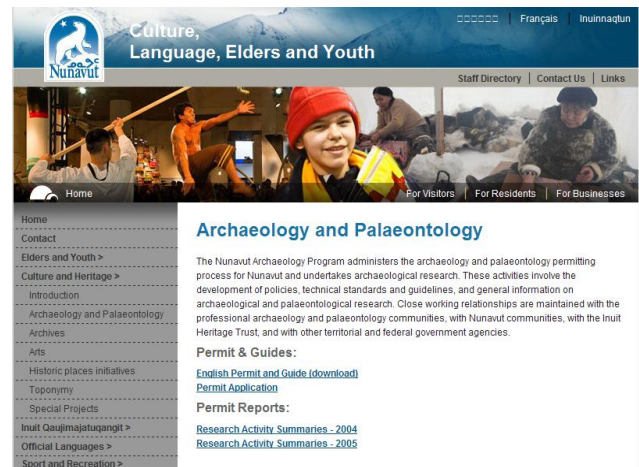 Culture,
Language, Elders and Youth
Français
Inuinnaqtun
Nunavut
Staff Directory | Contact Us | Links
Home
For Visitors | For Residents | For Businesses
Home
Contact
Elders and Youth >
Culture and Heritage >
Introduction
Archaeology and Palaeontology
Archives
Arts
Historic places initiatives
Toponymy
Special Projects
Inuit Qaujimajatuqangit >
Official Languages >
Sport and Recreation >
Archaeology and Palaeontology
The Nunavut Archaeology Program administers the archaeology and palaeontology permitting
process for Nunavut and undertakes archaeological research. These activities involve the
development of policies, technical standards and guidelines, and general information on
archaeological and palaeontological research. Close working relationships are maintained with the
professional archaeology and palaeontology communities, with Nunavut communities, with the Inuit
Heritage Trust, and with other territorial and federal government agencies.
Permit & Guides:
English Permit and Guide (download)
Permit Application
Permit Reports:
Research Activity Summaries - 2004
Research Activity Summaries - 2005